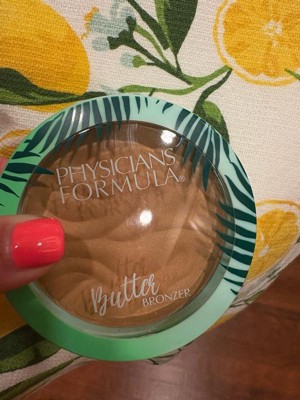 PHYSICIANS
FORMULA®
Butter
BRONZER